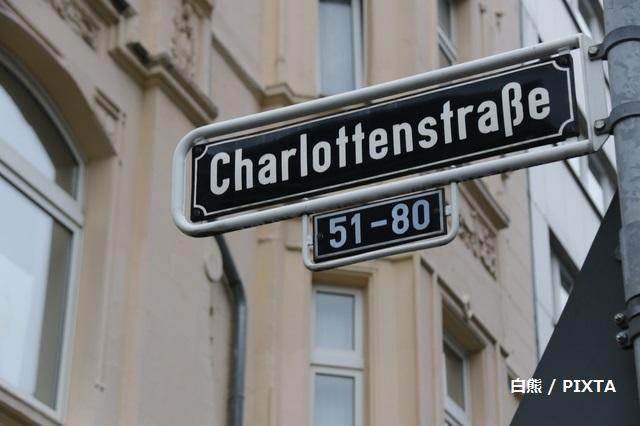 Charlottenstraße
51-80
白熊 / PIXTA